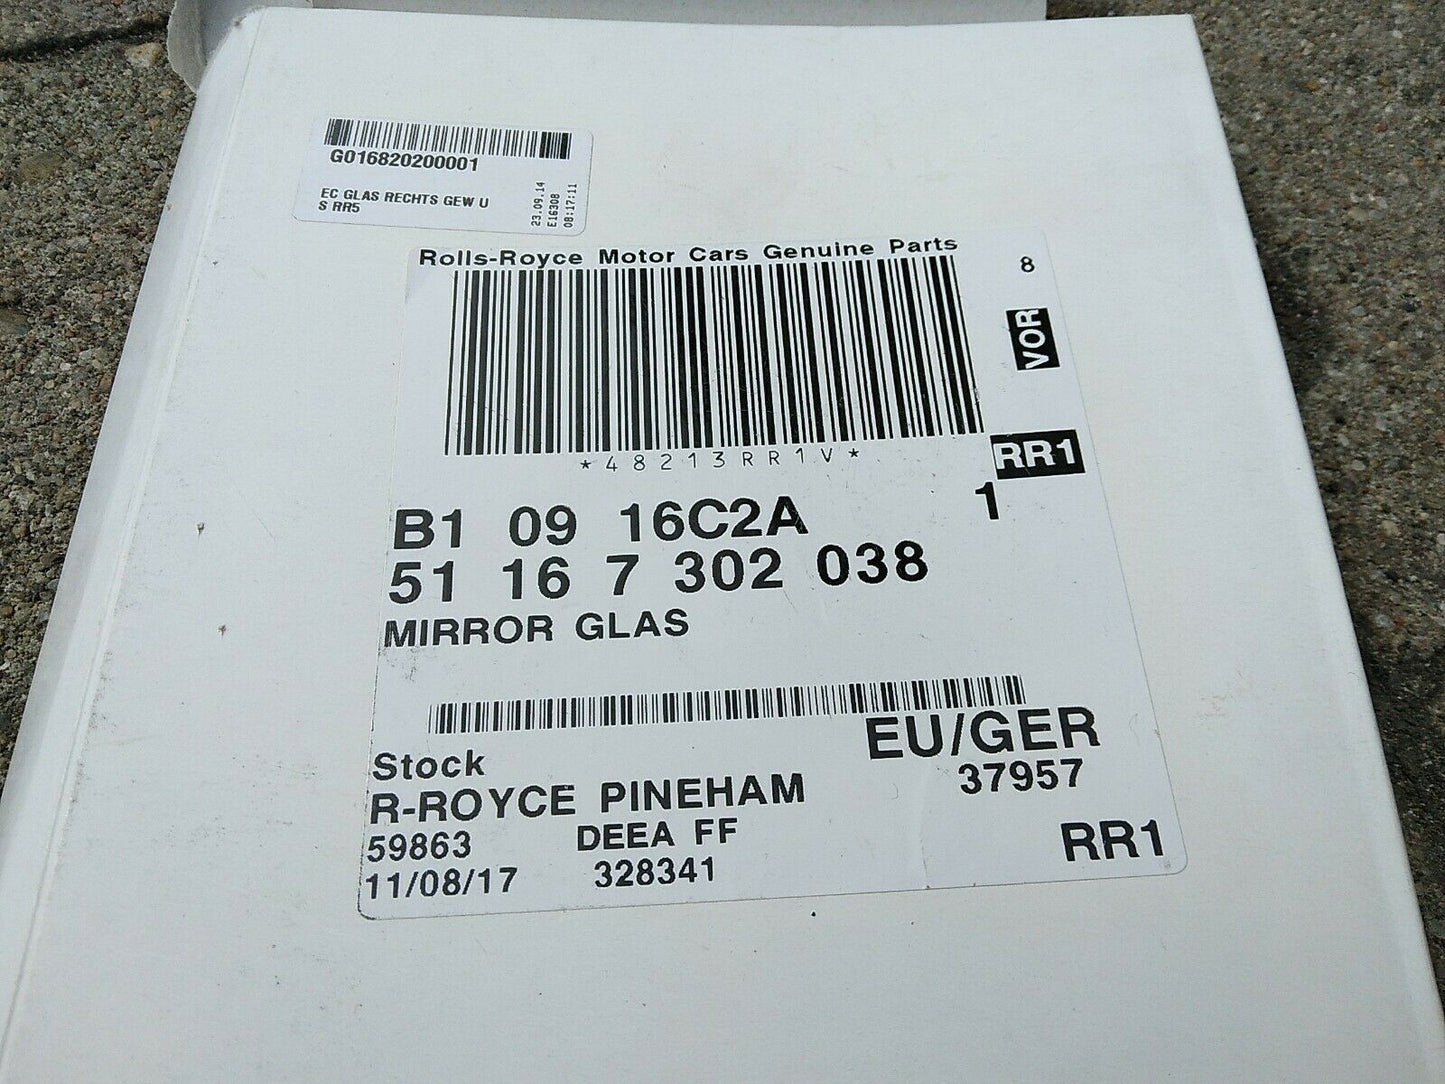 G016820200001
EC GLAS RECHTS GEW U
S RR5
23.09.14
E16308
08:17:11
Rolls-Royce Motor Cars Genuine Parts
8
VOR
*48213RR1V*
RR1
B1 09 16C2A 1
51 16 7 302 038
MIRROR GLAS
Stock EU/GER
R-ROYCE PINEHAM 37957
59863 DEEA FF RR1
11/08/17 328341